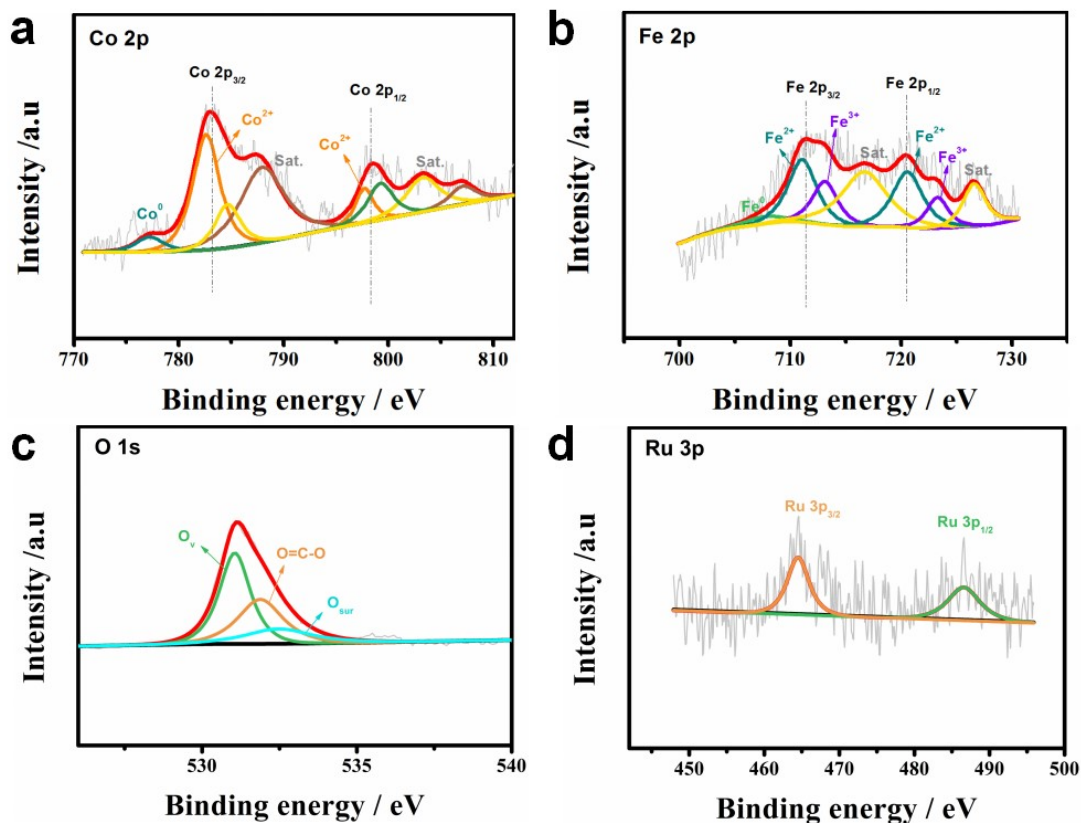 a
Co 2p
Co 2p3/2
Co2+
Co 2p1/2
Co2+
Sat.
Sat.
Co0
Intensity /a.u
770 780 790 800 810
Binding energy / eV
b
Fe 2p
Fe 2p3/2
Fe 2p1/2
Fe2+
Fe3+
Fe2+
Sat.
Fe3+
Sat.
Fe0
Intensity /a.u
700 710 720 730
Binding energy / eV
c
O 1s
Ov
O=C-O
Osur
Intensity /a.u
530 535 540
Binding energy / eV
d
Ru 3p
Ru 3p3/2
Ru 3p1/2
Intensity /a.u
450 460 470 480 490 500
Binding energy / eV